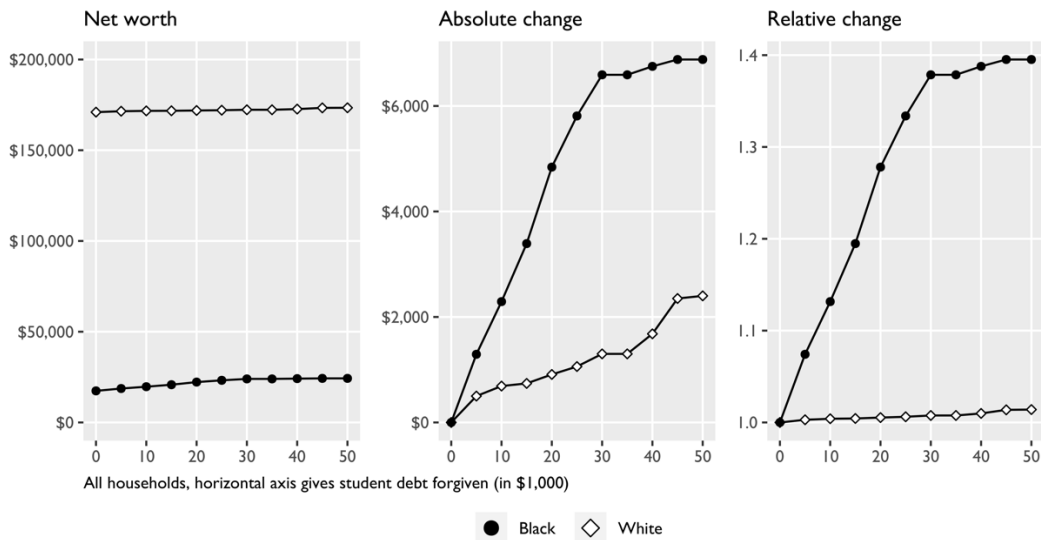 Net worth
$200,000
$150,000
$100,000
$50,000
$0
0 10 20 30 40 50
Absolute change
$6,000
$4,000
$2,000
$0
0 10 20 30 40 50
Relative change
1.4
1.3
1.2
1.1
1.0
0 10 20 30 40 50
All households, horizontal axis gives student debt forgiven (in $1,000)
Black White